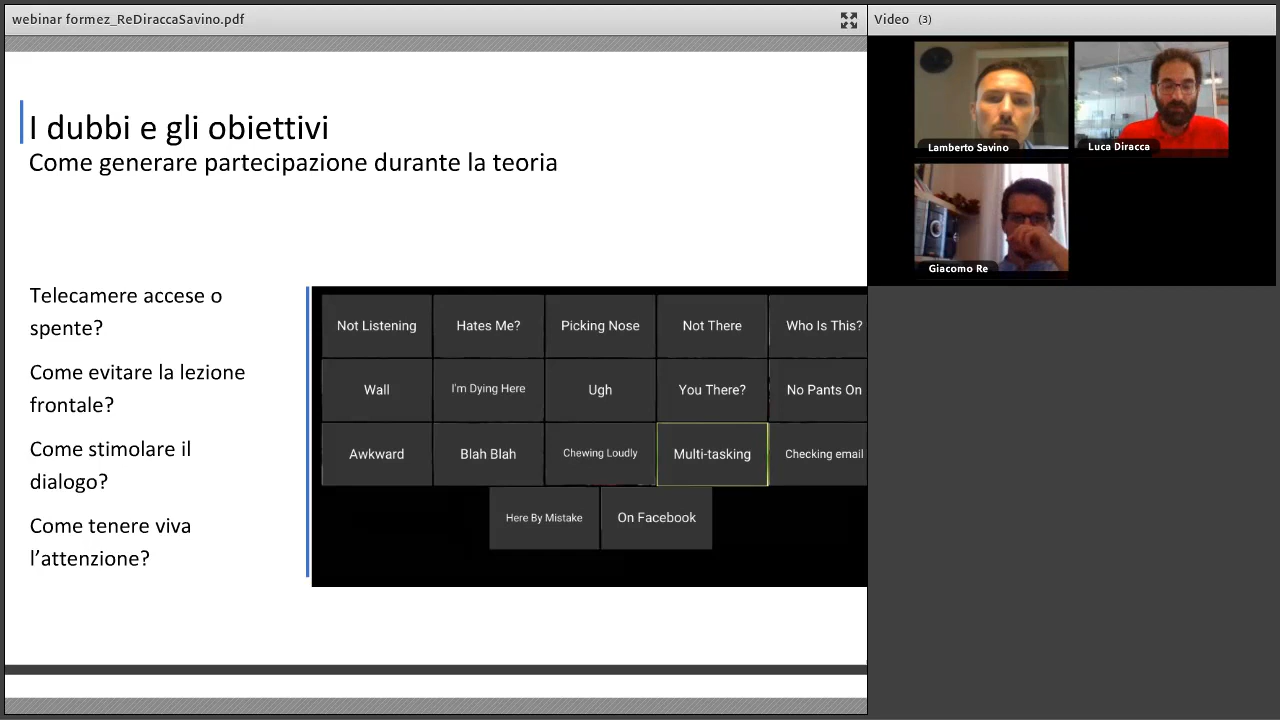 webinar formez_ReDiraccaSavino.pdf
Video (3)
I dubbi e gli obiettivi
Come generare partecipazione durante la teoria
Telecamere accese o
spente?
Come evitare la lezione
frontale?
Come stimolare il
dialogo?
Come tenere viva
l’attenzione?
Not Listening
Hates Me?
Picking Nose
Not There
Who Is This?
Wall
I'm Dying Here
Ugh
You There?
No Pants On
Awkward
Blah Blah
Chewing Loudly
Multi-tasking
Checking email
Here By Mistake
On Facebook
Lamberto Savino
Luca Diracca
Giacomo Re